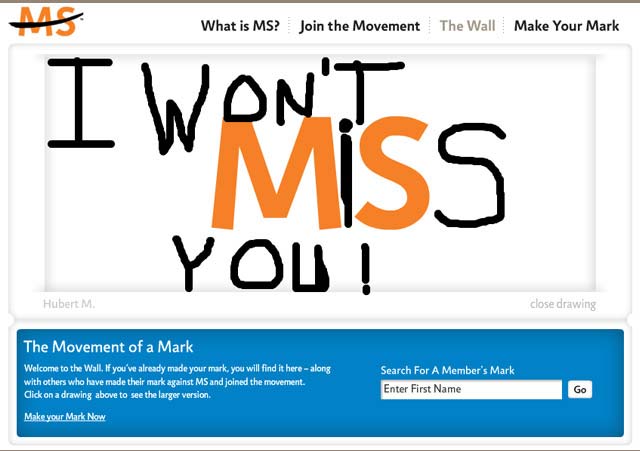 MS
What is MS?
Join the Movement
The Wall
Make Your Mark
I WON'T
MiSS
YOU!
Hubert M.
close drawing
The Movement of a Mark
Welcome to the Wall. If you've already made your mark, you will find it here – along
with others who have made their mark against MS and joined the movement.
Click on a drawing above to see the larger version.
Make your Mark Now
Search For A Member's Mark
Enter First Name
Go